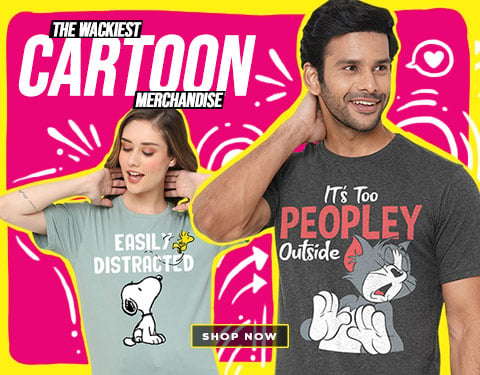 THE WACKIEST
CARTOON
MERCHANDISE
EASILY
DISTRACTED
IT'S TOO
PEOPLEY
Outside
SHOP NOW